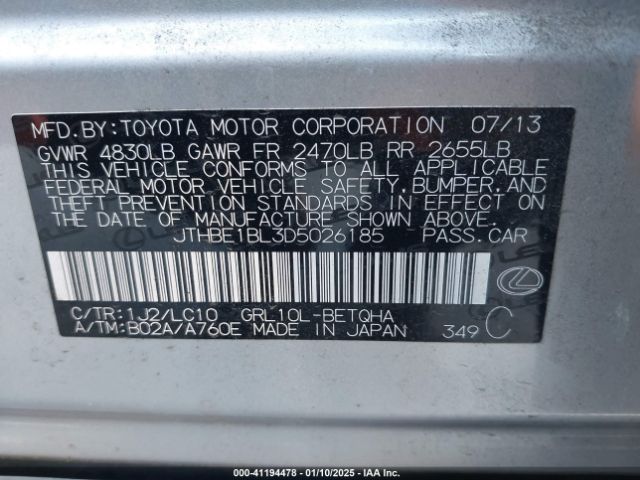 MFD.BY:TOYOTA MOTOR CORPORATION 07/13
GVWR 4830LB GAWR FR 2470LB RR 2655LB
THIS VEHICLE CONFORMS TO ALL APPLICABLE
FEDERAL MOTOR VEHICLE SAFETY,BUMPER,AND
THEFT PREVENTION STANDARDS IN EFFECT ON
THE DATE OF MANUFACTURE SHOWN ABOVE.
JTHBE1BL3D5026185 PASS.CAR
C/TR:1J2/LC10 GRL10L-BETQHA
A/TM:B02A/A760E MADE IN JAPAN 349 C
000-41194478 — 01/10/2025 — IAA Inc.